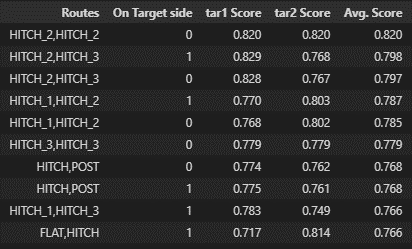 Routes On Target side tar1 Score tar2 Score Avg. Score
HITCH_2,HITCH_2 0 0.820 0.820 0.820
HITCH_2,HITCH_3 1 0.829 0.768 0.798
HITCH_2,HITCH_3 0 0.828 0.767 0.797
HITCH_1,HITCH_2 1 0.770 0.803 0.787
HITCH_1,HITCH_2 0 0.768 0.802 0.785
HITCH_3,HITCH_3 0 0.779 0.779 0.779
HITCH,POST 0 0.774 0.762 0.768
HITCH,POST 1 0.775 0.761 0.768
HITCH_1,HITCH_3 1 0.783 0.749 0.766
FLAT,HITCH 1 0.717 0.814 0.766